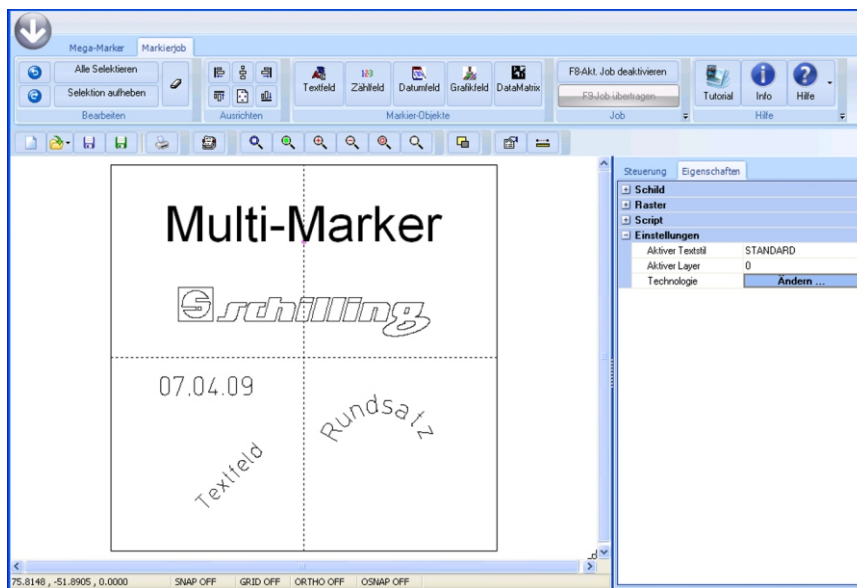 Mega-Marker Markierjob
Alle Selektieren
Selektion aufheben
Bearbeiten
Ausrichten
Textfeld Zählfeld Datumfeld Grafikfeld DataMatrix
Markier-Objekte
F8-Akt. Job deaktivieren
F9-Job übertragen
Job
Tutorial Info Hilfe
Hilfe
Multi-Marker
S schilling
07.04.09
Rundsatz
Textfeld
Steuerung Eigenschaften
Schild
Raster
Script
Einstellungen
Aktiver Textstil STANDARD
Aktiver Layer 0
Technologie Ändern ...
75.8148 , -51.8905 , 0.0000 SNAP OFF GRID OFF ORTHO OFF OSNAP OFF